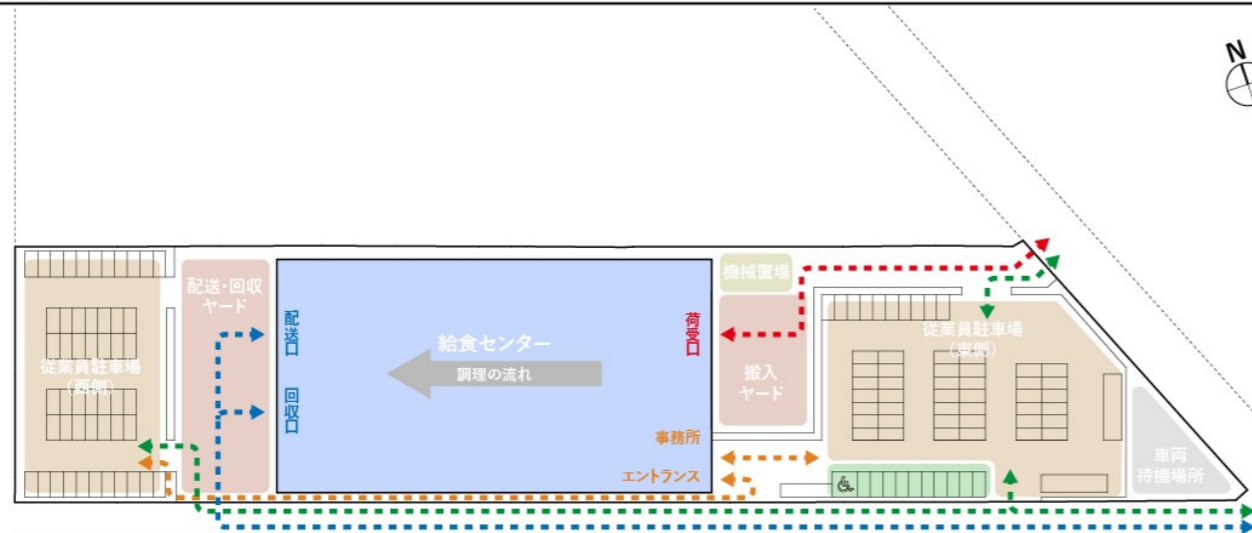 N
配送・回収
ヤード
従業員駐車場
(西側)
配送口
回収口
給食センター
調理の流れ
荷受口
事務所
エントランス
機械置場
搬入
ヤード
従業員駐車場
(東側)
車両
待機場所